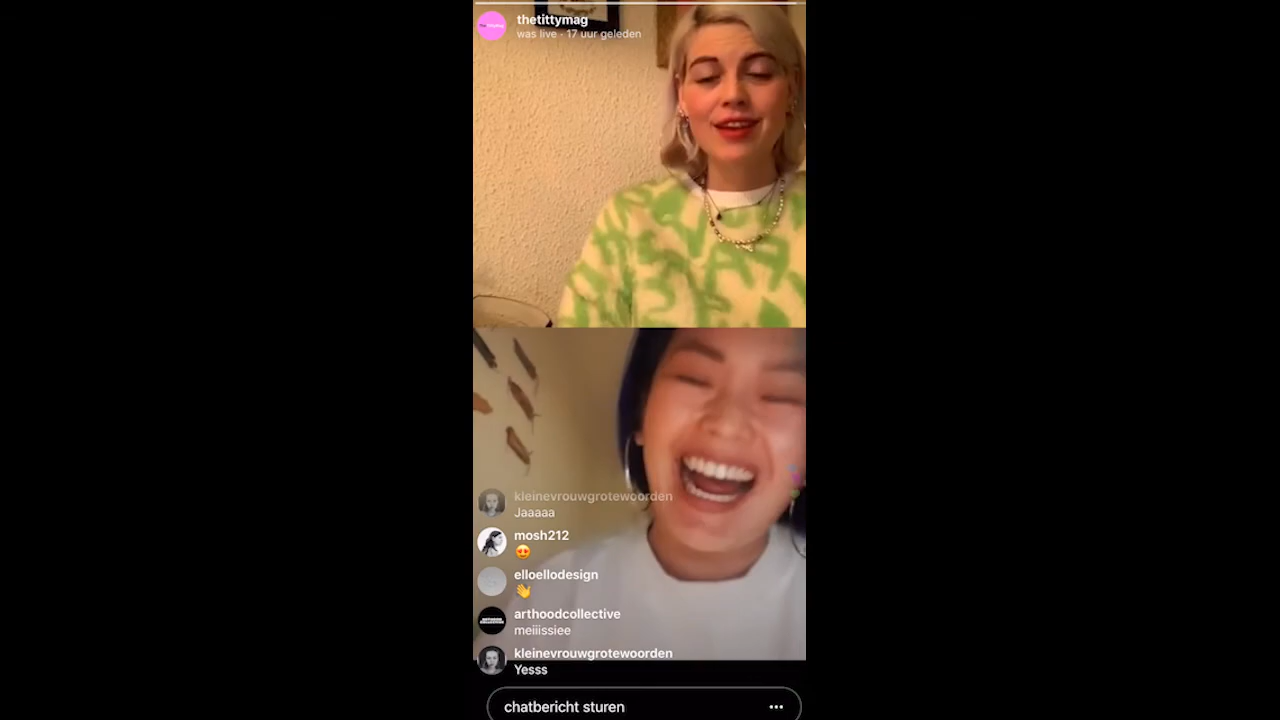 thetittymag
was live · 17 uur geleden
kleinevrouwgrotewoorden
Jaaaaa
mosh212
😍
elloellodesign
👋
arthoodcollective
meiiissiee
kleinevrouwgrotewoorden
Yesss
chatbericht sturen